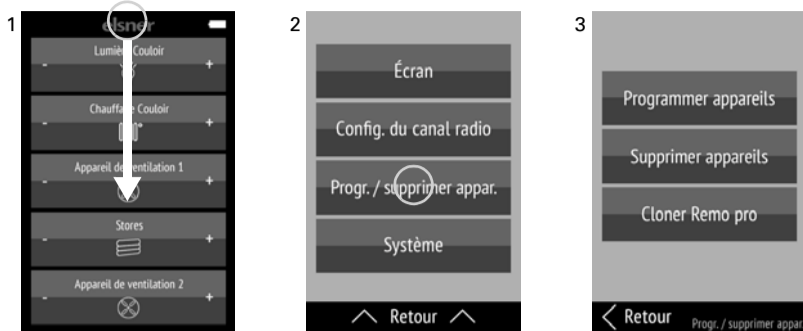 1
elsner
Lumière Couloir
- +
Chauffage Couloir
- +
Appareil de ventilation 1
- +
Stores
- +
Appareil de ventilation 2
- +
2
Écran
Config. du canal radio
Progr. / supprimer appar.
Système
Retour
3
Programmer appareils
Supprimer appareils
Cloner Remo pro
Retour
Progr. / supprimer appar